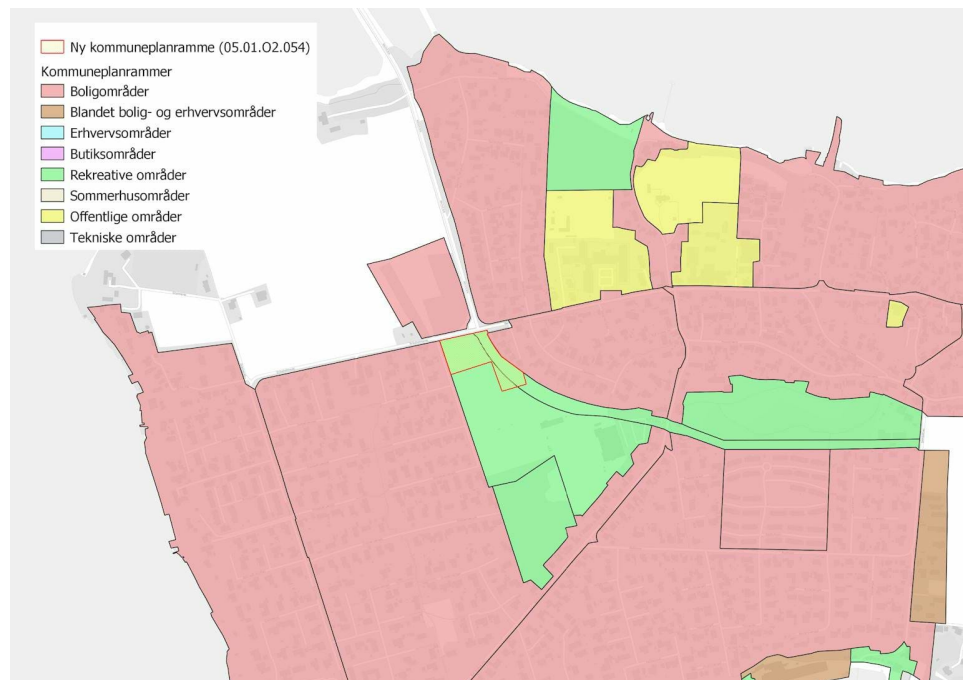 Ny kommuneplanramme (05.01.O2.054)
Kommuneplanrammer
Boligområder
Blandet bolig- og erhvervsområder
Erhvervsområder
Butiksområder
Rekreative områder
Sommerhusområder
Offentlige områder
Tekniske områder